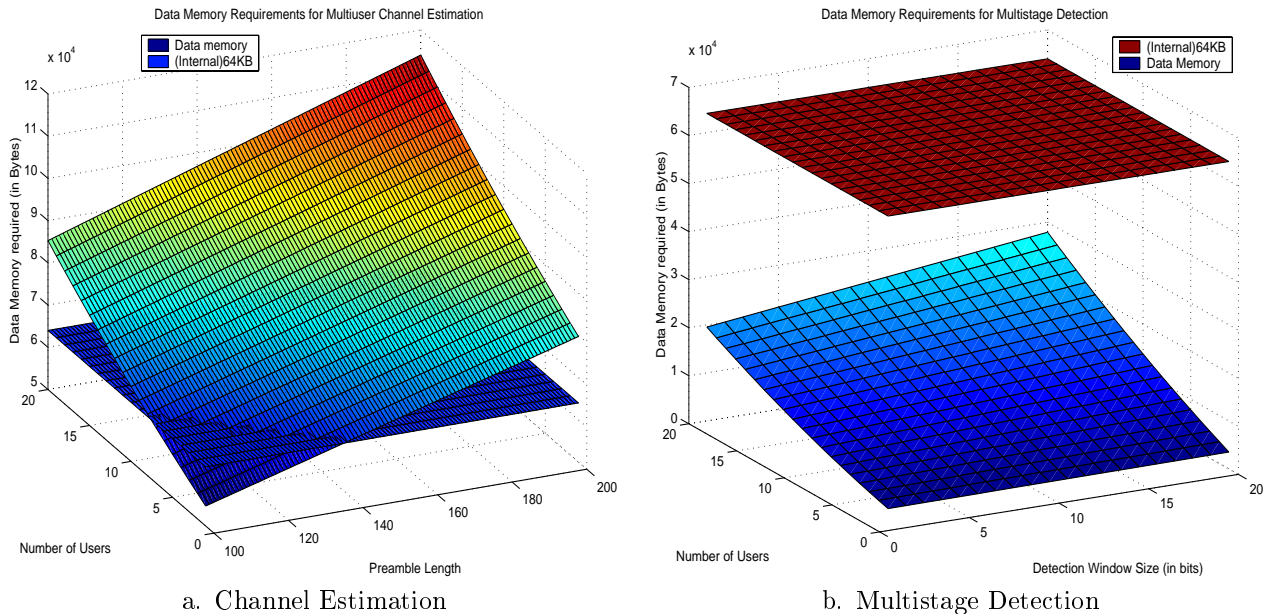 Data Memory Requirements for Multiuser Channel Estimation
Data memory
(Internal)64KB
x 10^4
12
11
10
9
8
7
6
5
Data Memory required (in Bytes)
20
15
10
5
0
Number of Users
100
120
140
160
180
200
Preamble Length
a. Channel Estimation
Data Memory Requirements for Multistage Detection
(Internal)64KB
Data Memory
x 10^4
7
6
5
4
3
2
1
0
Data Memory required (in Bytes)
20
15
10
5
0
Number of Users
0
5
10
15
20
Detection Window Size (in bits)
b. Multistage Detection